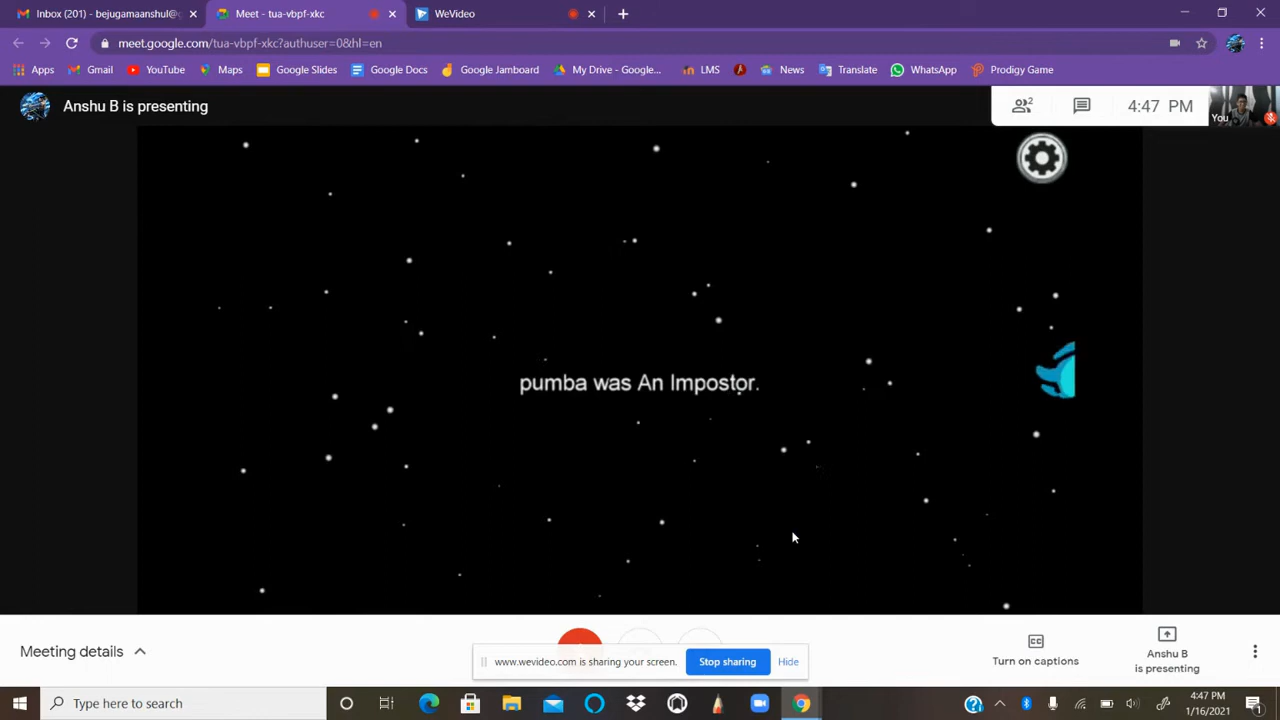 Inbox (201) - bejugamaanshul@g
Meet - tua-vbpf-xkc
WeVideo
meet.google.com/tua-vbpf-xkc?authuser=0&hl=en
Apps
Gmail
YouTube
Maps
Google Slides
Google Docs
Google Jamboard
My Drive - Google...
LMS
News
Translate
WhatsApp
Prodigy Game
Anshu B is presenting
2
4:47 PM
You
pumba was An Impostor.
Meeting details
www.wevideo.com is sharing your screen.
Stop sharing
Hide
Turn on captions
Anshu B
is presenting
Type here to search
4:47 PM
1/16/2021